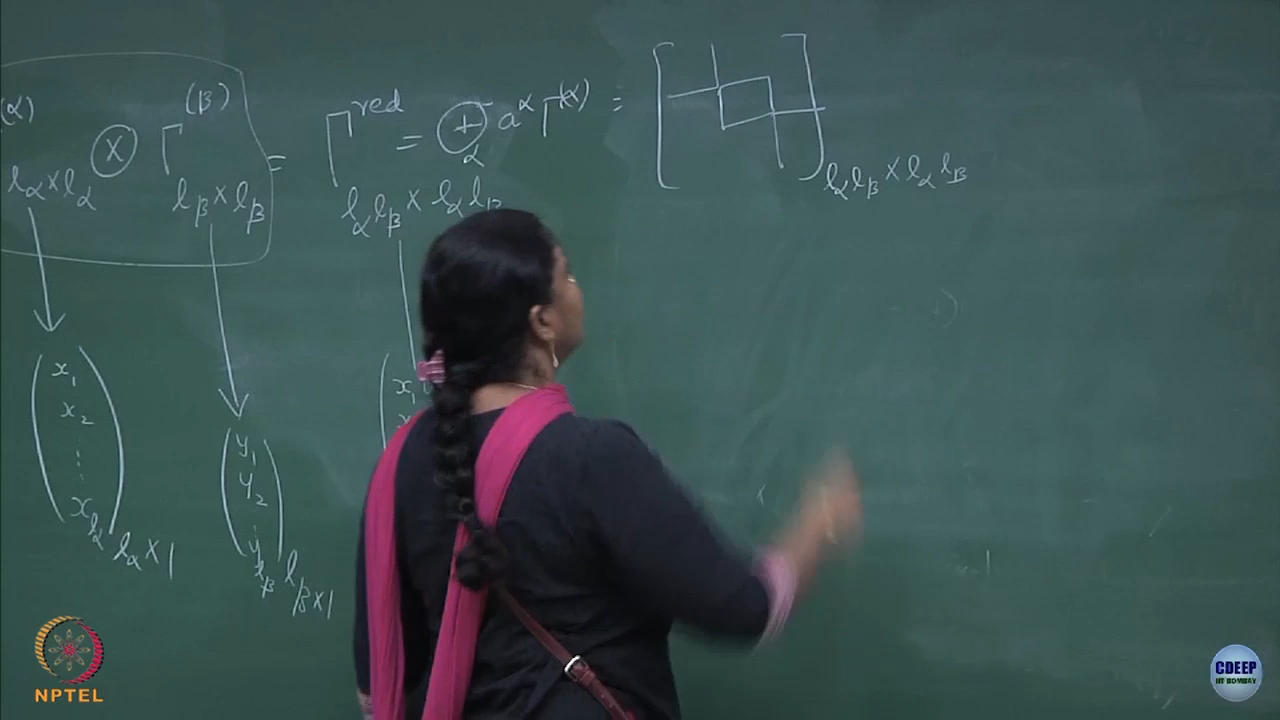 (α) ⊗ Γ^(β) = Γ^red = ⊕_α a^α Γ^(α) = [ ]_{l_α l_β × l_α l_β}
l_α × l_α l_β × l_β l_α l_β × l_α l_β
x_1
x_2
x_{l_α} l_α × 1
y_1
y_2
y_{l_β} l_β × 1
x_1
NPTEL
CDEEP
IIT BOMBAY